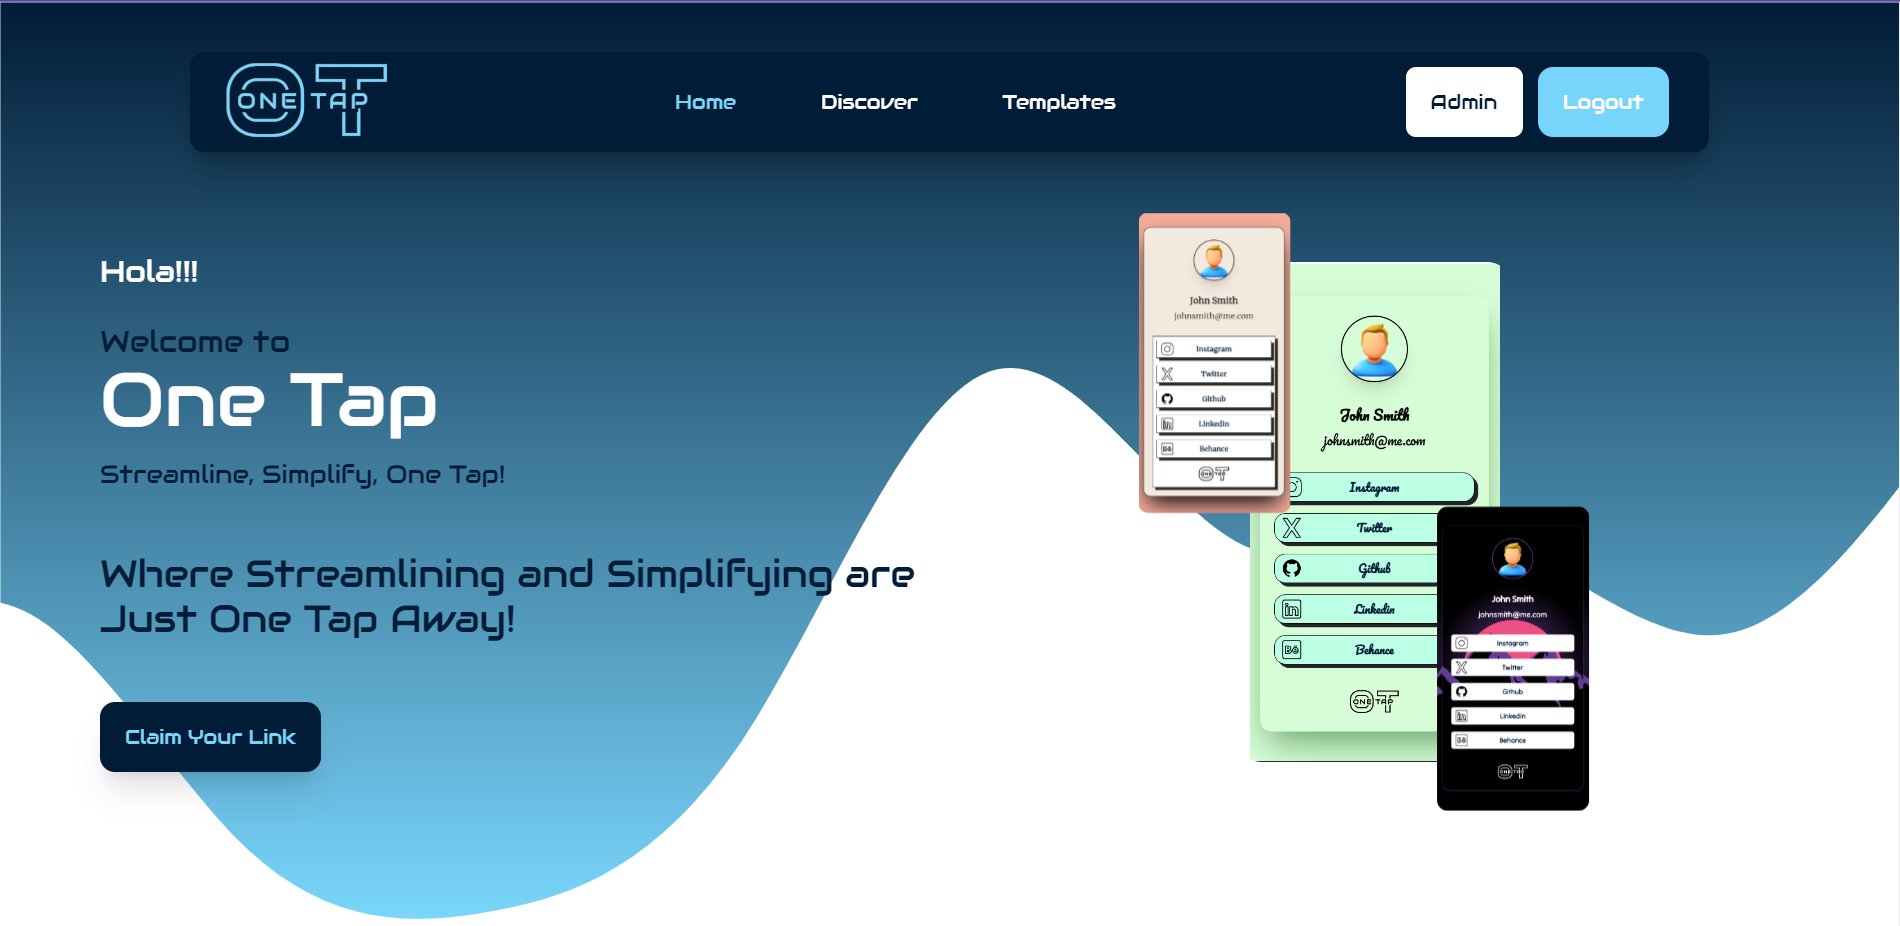 ONE TAP
Home
Discover
Templates
Admin
Logout
Hola!!!
Welcome to
One Tap
Streamline, Simplify, One Tap!
Where Streamlining and Simplifying are
Just One Tap Away!
Claim Your Link
John Smith
johnsmith@me.com
Instagram
Twitter
Github
Linkedin
Behance
ONE TAP
John Smith
johnsmith@me.com
Instagram
Twitter
Github
Linkedin
Behance
ONE TAP
John Smith
johnsmith@me.com
Instagram
Twitter
Github
Linkedin
Behance
ONE TAP